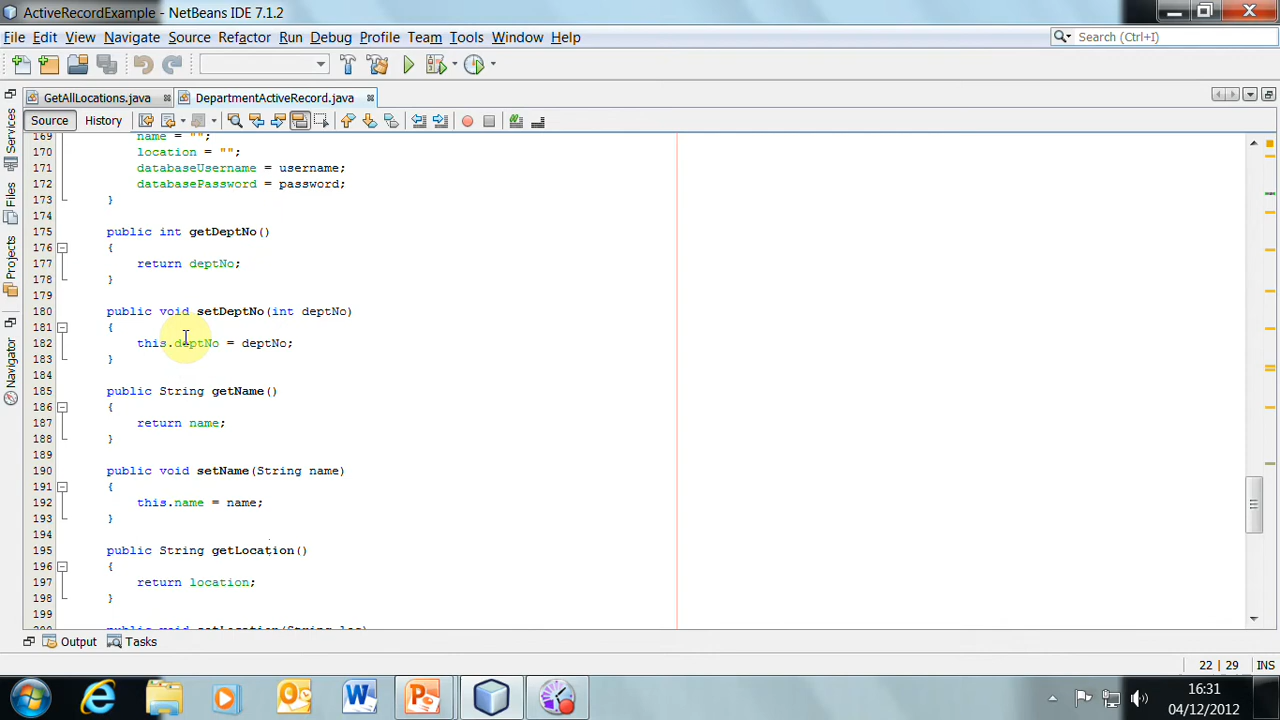 ActiveRecordExample - NetBeans IDE 7.1.2
File Edit View Navigate Source Refactor Run Debug Profile Team Tools Window Help
Search (Ctrl+I)
GetAllLocations.java DepartmentActiveRecord.java
Source History
Services
Files
Projects
Navigator
169 name = "";
170 location = "";
171 databaseUsername = username;
172 databasePassword = password;
173 }
174
175 public int getDeptNo()
176 {
177 return deptNo;
178 }
179
180 public void setDeptNo(int deptNo)
181 {
182 this.deptNo = deptNo;
183 }
184
185 public String getName()
186 {
187 return name;
188 }
189
190 public void setName(String name)
191 {
192 this.name = name;
193 }
194
195 public String getLocation()
196 {
197 return location;
198 }
199
200 public void setLocation(String loc)
Output Tasks
22 | 29 INS
16:31
04/12/2012